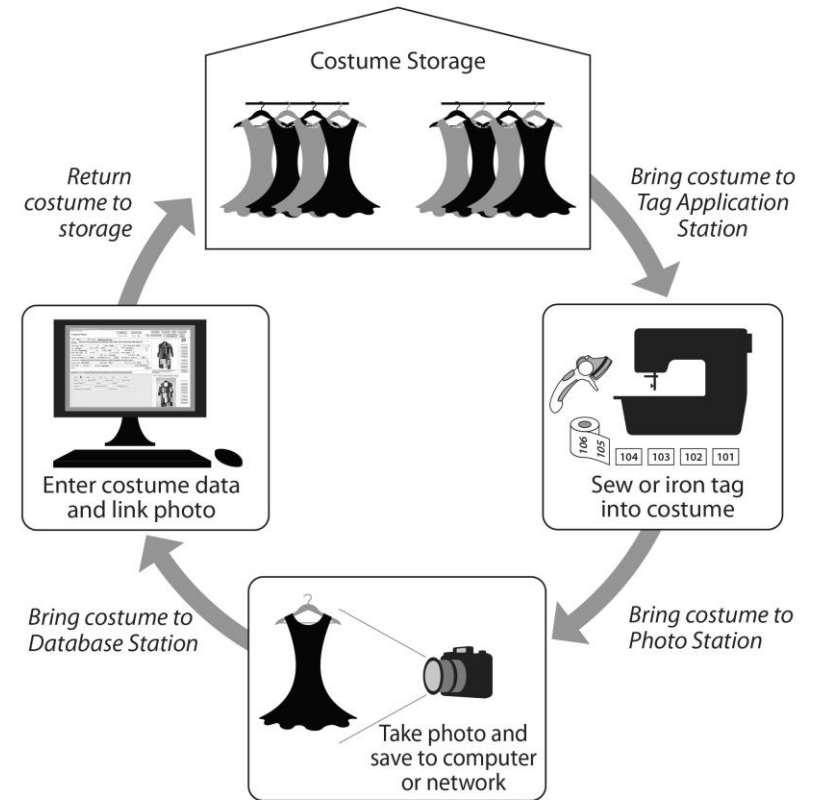 Costume Storage
Bring costume to
Tag Application
Station
106
105
104
103
102
101
Sew or iron tag
into costume
Bring costume to
Photo Station
Take photo and
save to computer
or network
Bring costume to
Database Station
Enter costume data
and link photo
Return
costume to
storage